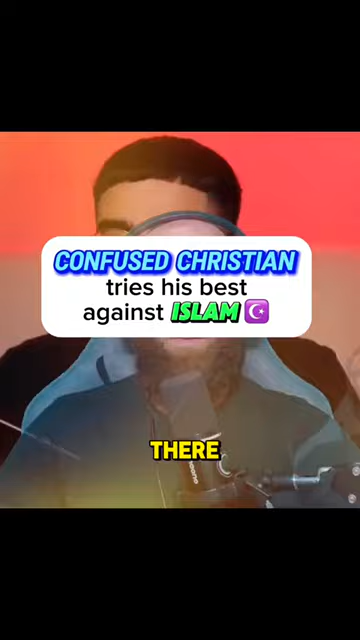 CONFUSED CHRISTIAN
tries his best
against ISLAM ☪️
THERE